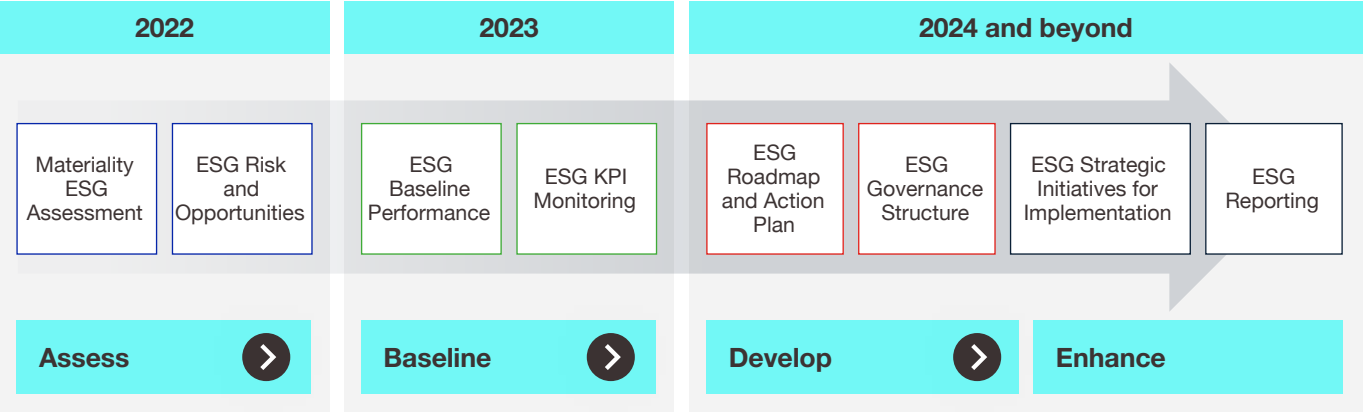 2022
2023
2024 and beyond
Materiality
ESG
Assessment
ESG Risk
and
Opportunities
ESG
Baseline
Performance
ESG KPI
Monitoring
ESG
Roadmap
and Action
Plan
ESG
Governance
Structure
ESG Strategic
Initiatives for
Implementation
ESG
Reporting
Assess
Baseline
Develop
Enhance